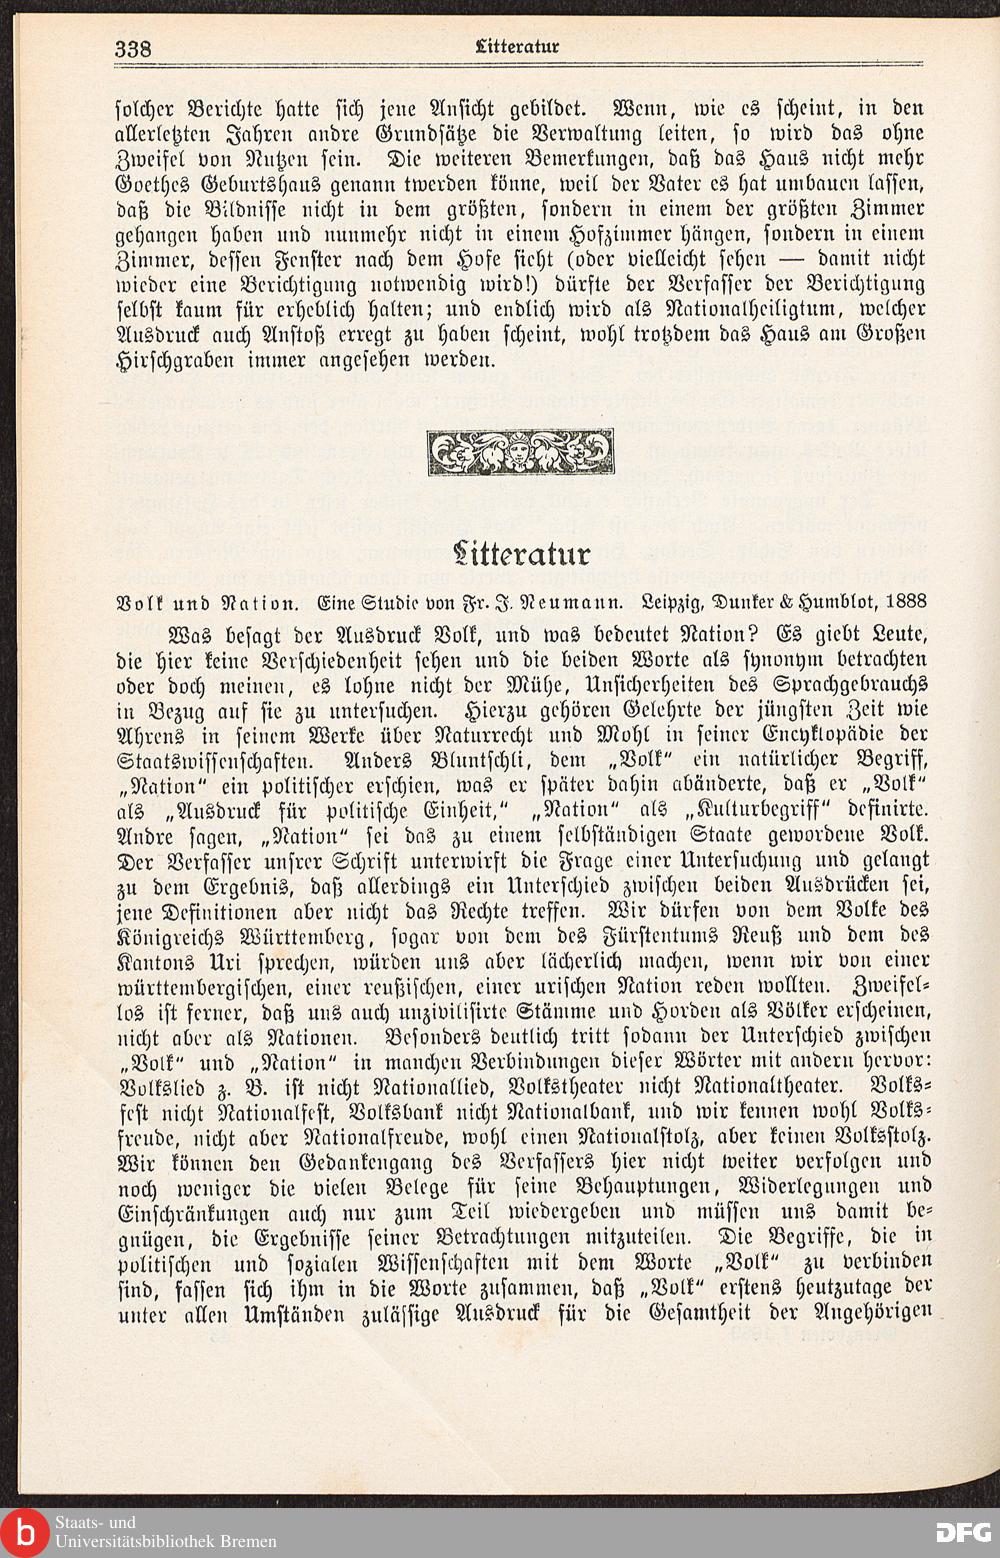 338
Litteratur
solcher Berichte hatte sich jene Ansicht gebildet. Wenn, wie es scheint, in den
allerletzten Jahren andre Grundsätze die Verwaltung leiten, so wird das ohne
Zweifel von Nutzen sein. Die weiteren Bemerkungen, daß das Haus nicht mehr
Goethes Geburtshaus genann twerden könne, weil der Vater es hat umbauen lassen,
daß die Bildnisse nicht in dem größten, sondern in einem der größten Zimmer
gehangen haben und nunmehr nicht in einem Hofzimmer hängen, sondern in einem
Zimmer, dessen Fenster nach dem Hofe sieht (oder vielleicht sehen — damit nicht
wieder eine Berichtigung notwendig wird!) dürfte der Verfasser der Berichtigung
selbst kaum für erheblich halten; und endlich wird als Nationalheiligtum, welcher
Ausdruck auch Anstoß erregt zu haben scheint, wohl trotzdem das Haus am Großen
Hirschgraben immer angesehen werden.
Litteratur
Volk und Nation. Eine Studie von Fr. J. Neumann. Leipzig, Dunker & Humblot, 1888
Was besagt der Ausdruck Volk, und was bedeutet Nation? Es giebt Leute,
die hier keine Verschiedenheit sehen und die beiden Worte als synonym betrachten
oder doch meinen, es lohne nicht der Mühe, Unsicherheiten des Sprachgebrauchs
in Bezug auf sie zu untersuchen. Hierzu gehören Gelehrte der jüngsten Zeit wie
Ahrens in seinem Werke über Naturrecht und Mohl in seiner Encyklopädie der
Staatswissenschaften. Anders Bluntschli, dem „Volk“ ein natürlicher Begriff,
„Nation“ ein politischer erschien, was er später dahin abänderte, daß er „Volk“
als „Ausdruck für politische Einheit,“ „Nation“ als „Kulturbegriff“ definirte.
Andre sagen, „Nation“ sei das zu einem selbständigen Staate gewordene Volk.
Der Verfasser unsrer Schrift unterwirft die Frage einer Untersuchung und gelangt
zu dem Ergebnis, daß allerdings ein Unterschied zwischen beiden Ausdrücken sei,
jene Definitionen aber nicht das Rechte treffen. Wir dürfen von dem Volke des
Königreichs Württemberg, sogar von dem des Fürstentums Reuß und dem des
Kantons Uri sprechen, würden uns aber lächerlich machen, wenn wir von einer
württembergischen, einer reußischen, einer urischen Nation reden wollten. Zweifel-
los ist ferner, daß uns auch unzivilisirte Stämme und Horden als Völker erscheinen,
nicht aber als Nationen. Besonders deutlich tritt sodann der Unterschied zwischen
„Volk“ und „Nation“ in manchen Verbindungen dieser Wörter mit andern hervor:
Volkslied z. B. ist nicht Nationallied, Volkstheater nicht Nationaltheater. Volks-
fest nicht Nationalfest, Volksbank nicht Nationalbank, und wir kennen wohl Volks-
freude, nicht aber Nationalfreude, wohl einen Nationalstolz, aber keinen Volksstolz.
Wir können den Gedankengang des Verfassers hier nicht weiter verfolgen und
noch weniger die vielen Belege für seine Behauptungen, Widerlegungen und
Einschränkungen auch nur zum Teil wiedergeben und müssen uns damit be-
gnügen, die Ergebnisse seiner Betrachtungen mitzuteilen. Die Begriffe, die in
politischen und sozialen Wissenschaften mit dem Worte „Volk“ zu verbinden
sind, fassen sich ihm in die Worte zusammen, daß „Volk“ erstens heutzutage der
unter allen Umständen zulässige Ausdruck für die Gesamtheit der Angehörigen
b
Staats- und
Universitätsbibliothek Bremen
DFG